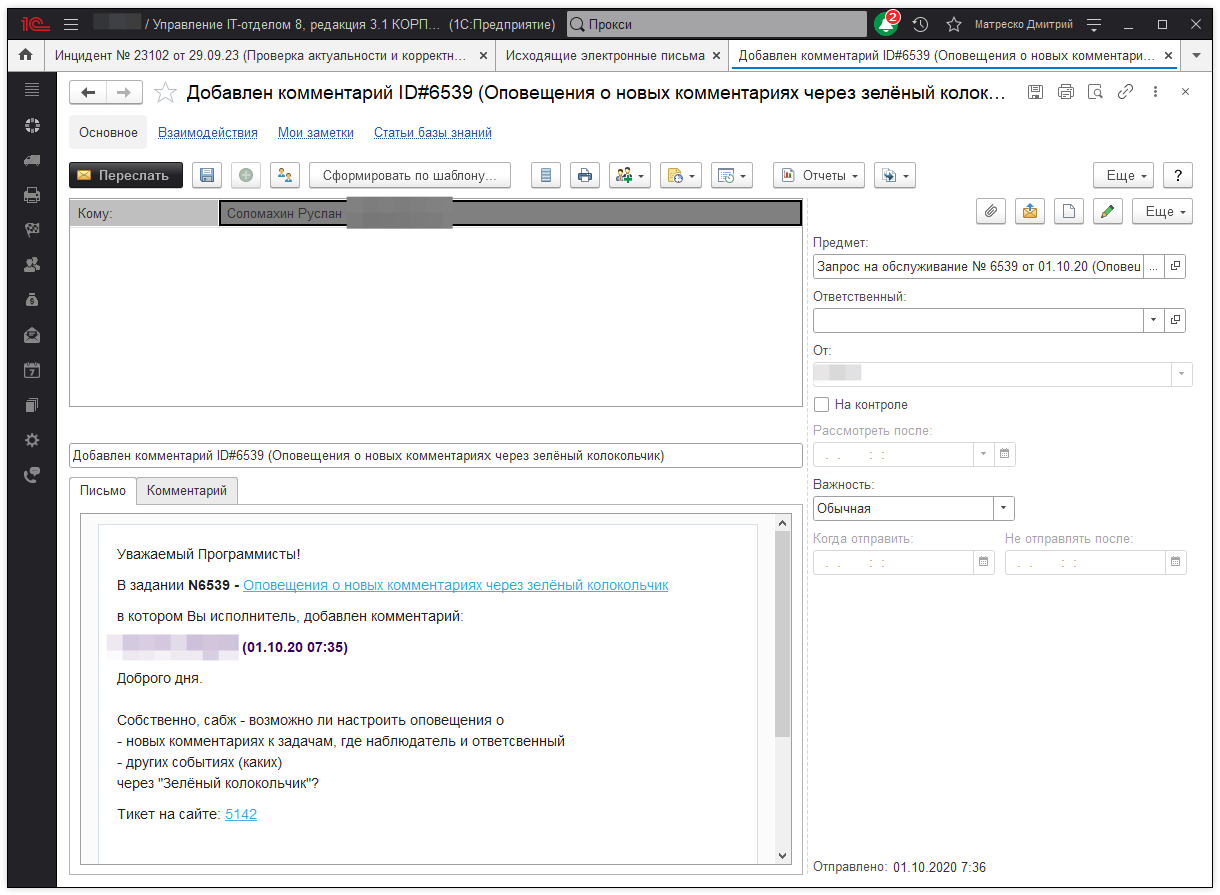 / Управление IT-отделом 8, редакция 3.1 КОРП... (1С:Предприятие) Прокси 2 Матреско Дмитрий
Инцидент № 23102 от 29.09.23 (Проверка актуальности и корректн... × Исходящие электронные письма × Добавлен комментарий ID#6539 (Оповещения о новых комментари... ×
Добавлен комментарий ID#6539 (Оповещения о новых комментариях через зелёный колок...
Основное Взаимодействия Мои заметки Статьи базы знаний
Переслать Сформировать по шаблону... Отчеты Еще ?
Кому: Соломахин Руслан
Еще
Предмет:
Запрос на обслуживание № 6539 от 01.10.20 (Оповещ ...
Ответственный:
От:
На контроле
Рассмотреть после:
. . : :
Важность:
Обычная
Когда отправить: Не отправлять после:
. . : : . . : :
Добавлен комментарий ID#6539 (Оповещения о новых комментариях через зелёный колокольчик)
Письмо Комментарий
Уважаемый Программисты!
В задании N6539 - Оповещения о новых комментариях через зелёный колокольчик
в котором Вы исполнитель, добавлен комментарий:
(01.10.20 07:35)
Доброго дня.
Собственно, сабж - возможно ли настроить оповещения о
- новых комментариях к задачам, где наблюдатель и ответсвенный
- других событиях (каких)
через "Зелёный колокольчик"?
Тикет на сайте: 5142
Отправлено: 01.10.2020 7:36